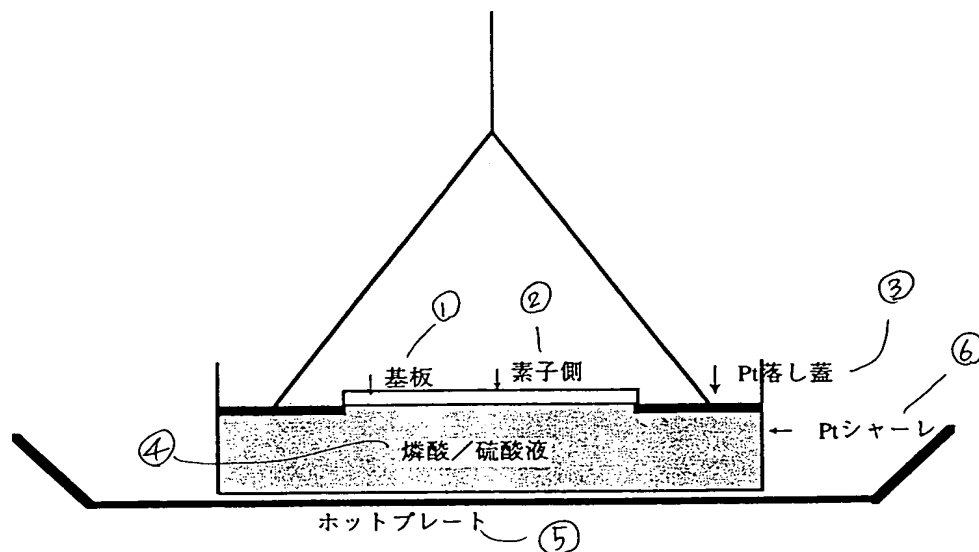 ① ② ③
⑥
基板 素子側 Pt落し蓋
Ptシャーレ
④ 燐酸／硫酸液
ホットプレート ⑤